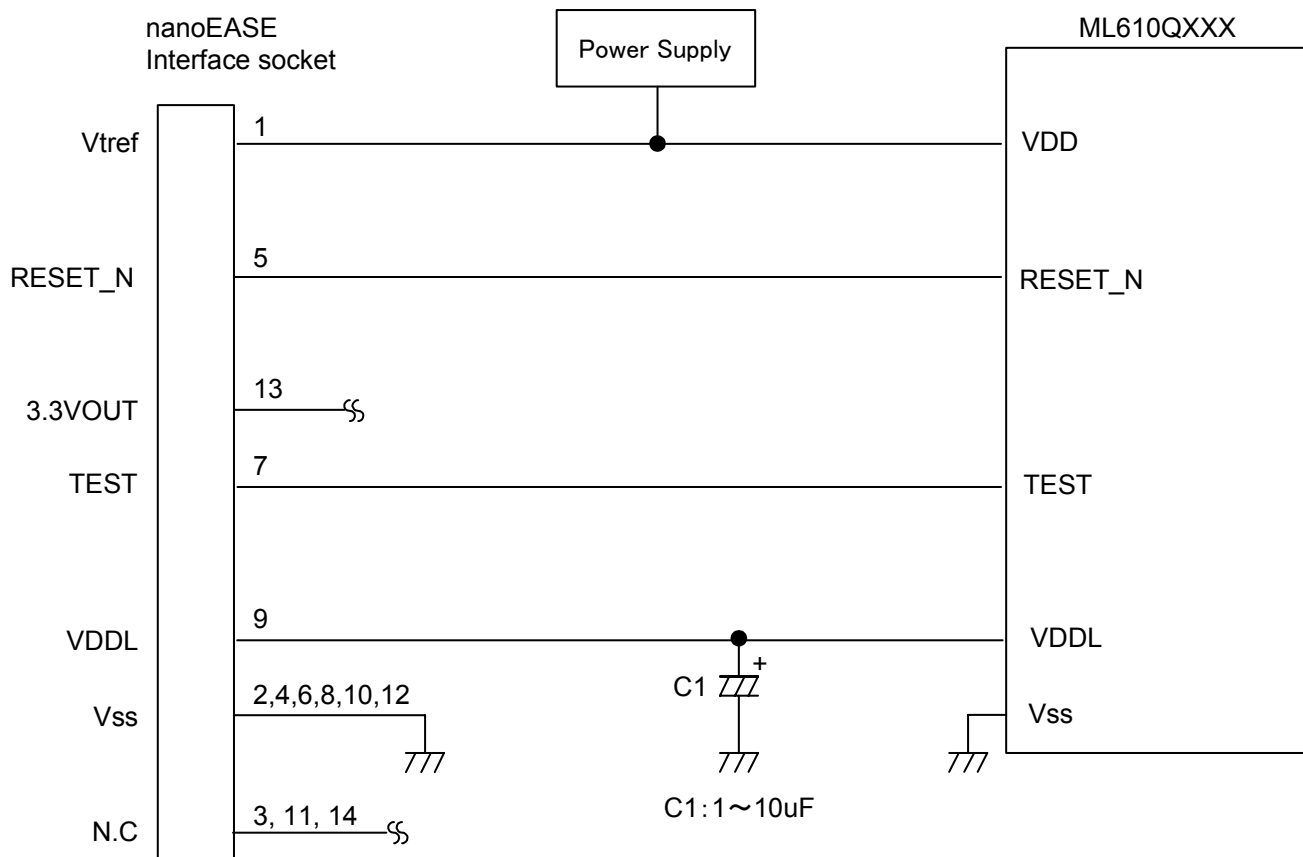 nanoEASE
Interface socket
Power Supply
ML610QXXX
Vtref
1
VDD
RESET_N
5
RESET_N
3.3VOUT
13
TEST
7
TEST
VDDL
9
VDDL
C1
+
Vss
2,4,6,8,10,12
Vss
C1:1～10uF
N.C
3, 11, 14